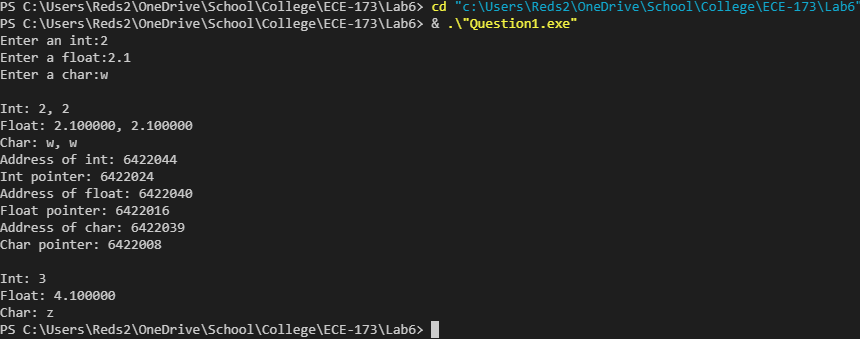 PS C:\Users\Reds2\OneDrive\School\College\ECE-173\Lab6> cd "c:\Users\Reds2\OneDrive\School\College\ECE-173\Lab6"
PS C:\Users\Reds2\OneDrive\School\College\ECE-173\Lab6> & .\"Question1.exe"
Enter an int:2
Enter a float:2.1
Enter a char:w
Int: 2, 2
Float: 2.100000, 2.100000
Char: w, w
Address of int: 6422044
Int pointer: 6422024
Address of float: 6422040
Float pointer: 6422016
Address of char: 6422039
Char pointer: 6422008
Int: 3
Float: 4.100000
Char: z
PS C:\Users\Reds2\OneDrive\School\College\ECE-173\Lab6>